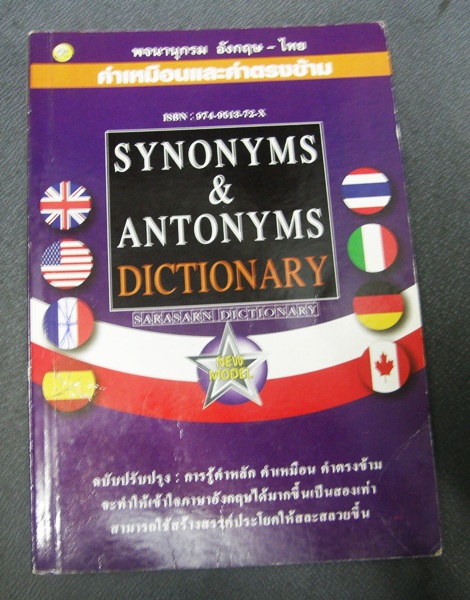 พจนานุกรม อังกฤษ - ไทย
คำเหมือนและคำตรงข้าม
ISBN : 974-9513-72-X
SYNONYMS
&
ANTONYMS
DICTIONARY
SARASARN DICTIONARY
NEW
MODEL
ฉบับปรับปรุง : การรู้คำหลัก คำเหมือน คำตรงข้าม
จะทำให้เข้าใจภาษาอังกฤษได้มากขึ้นเป็นสองเท่า
สามารถใช้สร้างสรรค์ประโยคให้สละสลวยขึ้น